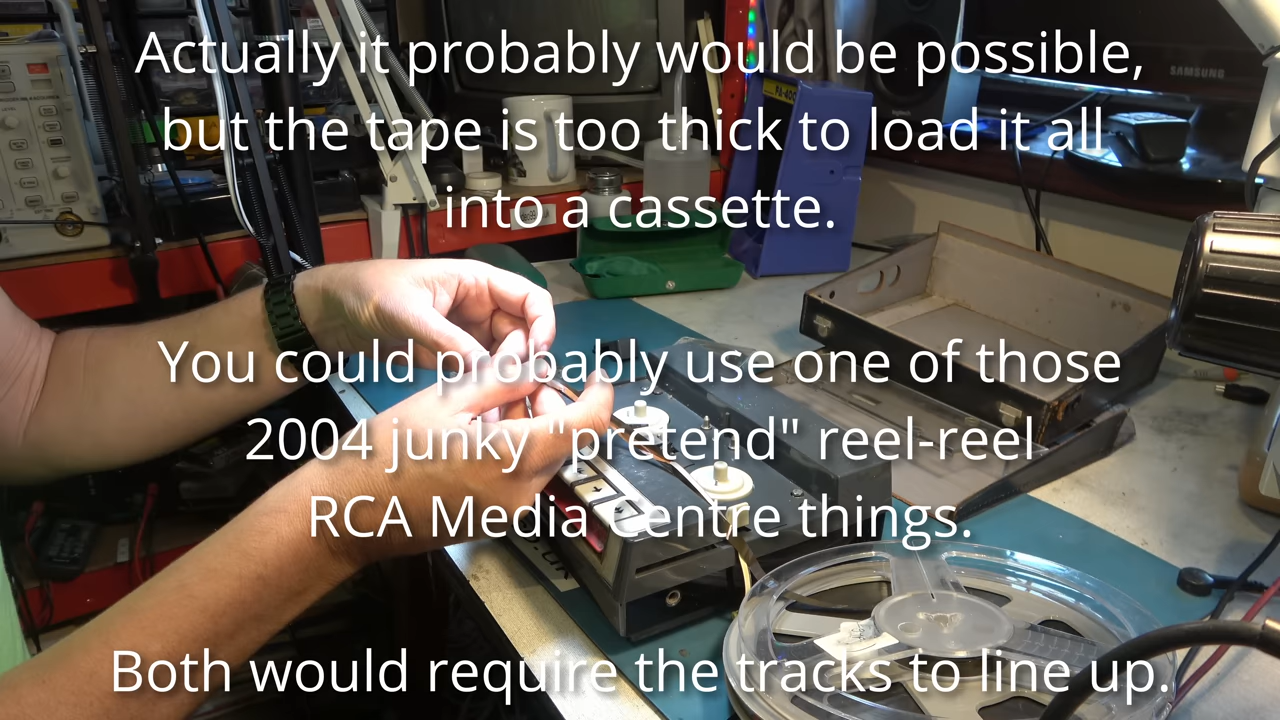 Actually it probably would be possible,
but the tape is too thick to load it all
into a cassette.
You could probably use one of those
2004 junky "pretend" reel-reel
RCA Media Centre things.
Both would require the tracks to line up.
SAMSUNG